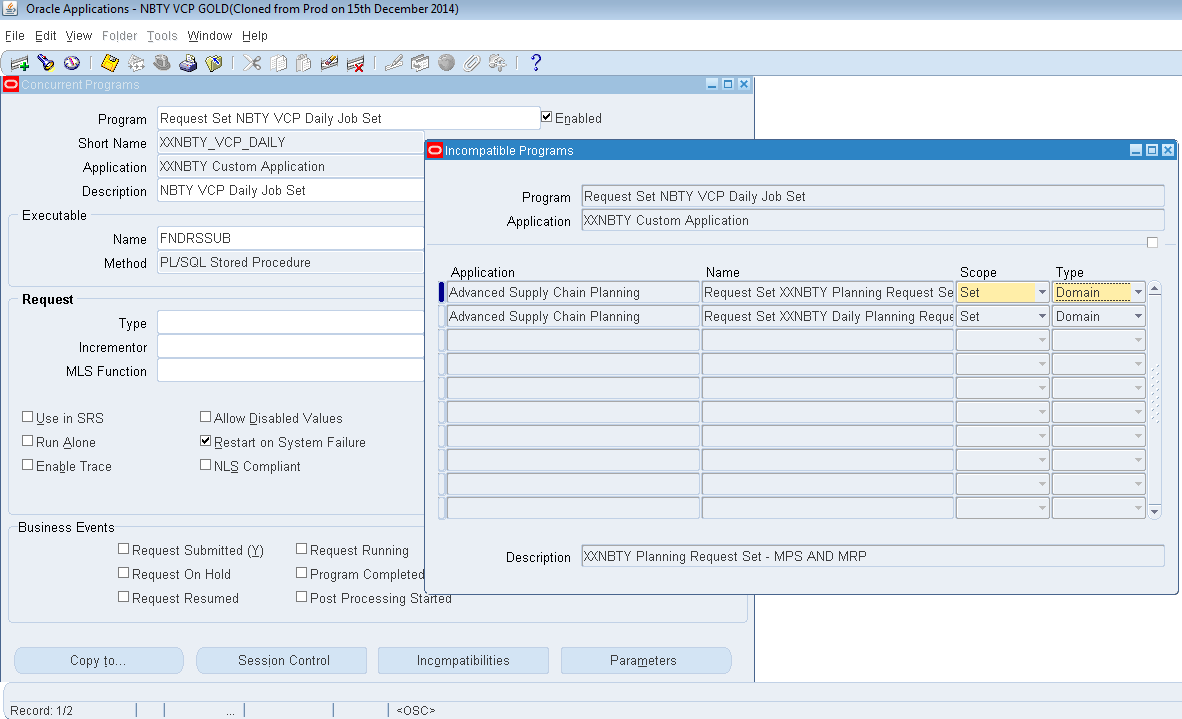 Oracle Applications - NBTY VCP GOLD(Cloned from Prod on 15th December 2014)
File Edit View Folder Tools Window Help
Concurrent Programs
Program Request Set NBTY VCP Daily Job Set Enabled
Short Name XXNBTY_VCP_DAILY
Application XXNBTY Custom Application
Description NBTY VCP Daily Job Set
Executable
Name FNDRSSUB
Method PL/SQL Stored Procedure
Request
Type
Incrementor
MLS Function
Use in SRS Allow Disabled Values
Run Alone Restart on System Failure
Enable Trace NLS Compliant
Business Events
Request Submitted (Y) Request Running
Request On Hold Program Completed
Request Resumed Post Processing Started
Copy to... Session Control Incompatibilities Parameters
Incompatible Programs
Program Request Set NBTY VCP Daily Job Set
Application XXNBTY Custom Application
Application Name Scope Type
Advanced Supply Chain Planning Request Set XXNBTY Planning Request Se Set Domain
Advanced Supply Chain Planning Request Set XXNBTY Daily Planning Reque Set Domain
Description XXNBTY Planning Request Set - MPS AND MRP
Record: 1/2 ... <OSC>